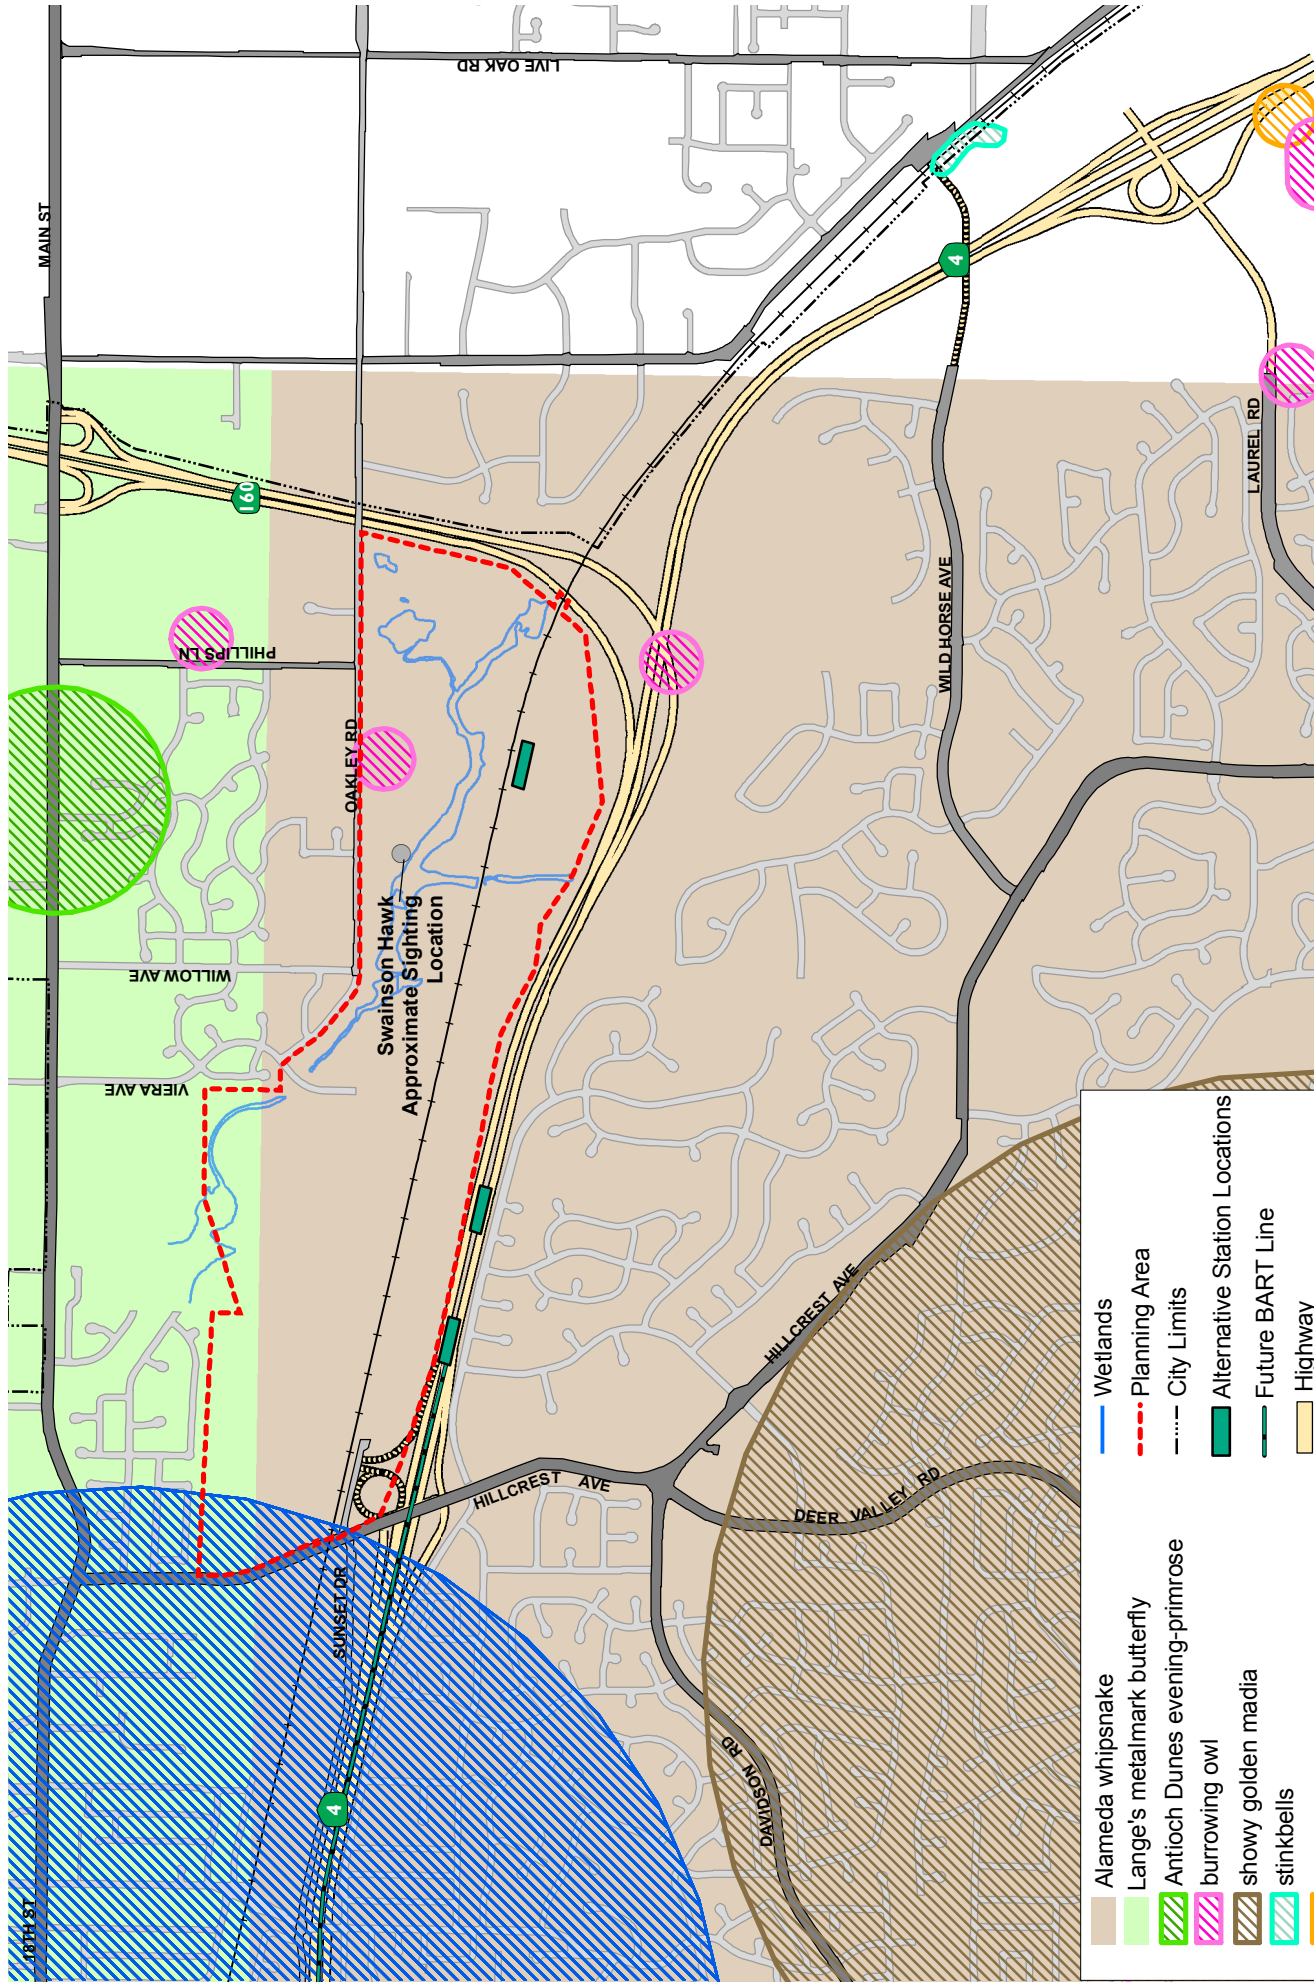 MAIN ST
LIVE OAK RD
160
PHILLIPS LN
OAKLEY RD
WILLOW AVE
VIERA AVE
Swainson Hawk
Approximate Sighting
Location
4
LAUREL RD
WILD HORSE AVE
HILLCREST AVE
HILLCREST AVE
DEER VALLEY RD
DAVIDSON RD
SUNSET DR
4
18TH ST
Alameda whipsnake
Lange's metalmark butterfly
Antioch Dunes evening-primrose
burrowing owl
showy golden madia
stinkbells
Wetlands
Planning Area
City Limits
Alternative Station Locations
Future BART Line
Highway